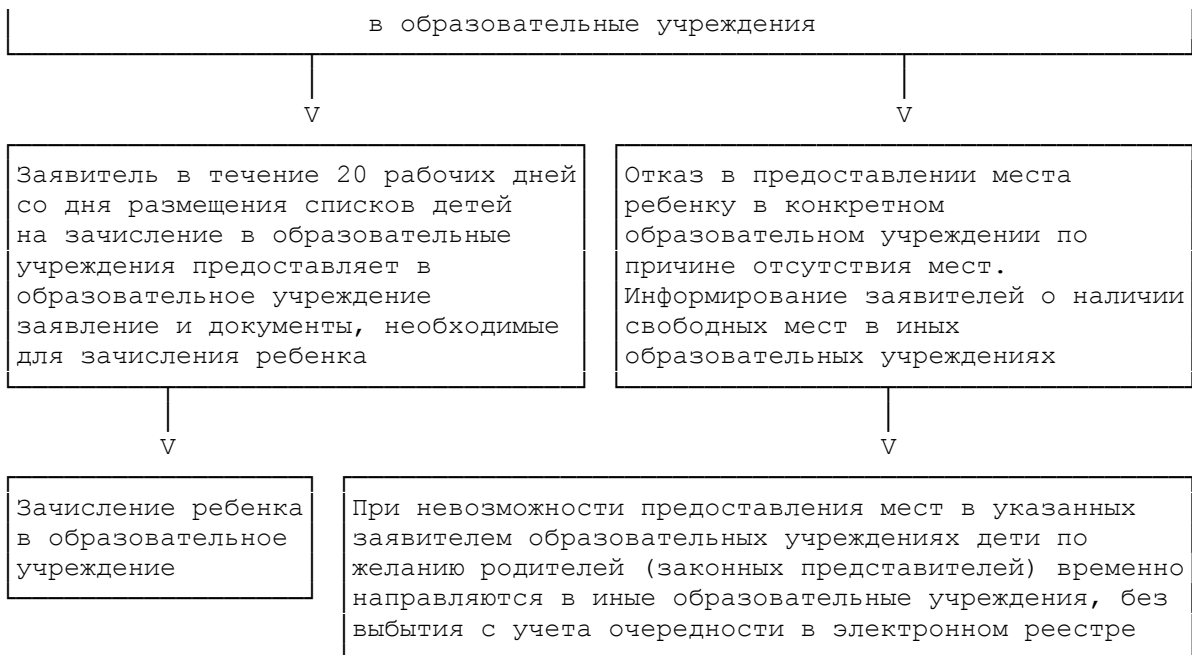 в образовательные учреждения
V
V
Заявитель в течение 20 рабочих дней
со дня размещения списков детей
на зачисление в образовательные
учреждения предоставляет в
образовательное учреждение
заявление и документы, необходимые
для зачисления ребенка
Отказ в предоставлении места
ребенку в конкретном
образовательном учреждении по
причине отсутствия мест.
Информирование заявителей о наличии
свободных мест в иных
образовательных учреждениях
V
V
Зачисление ребенка
в образовательное
учреждение
При невозможности предоставления мест в указанных
заявителем образовательных учреждениях дети по
желанию родителей (законных представителей) временно
направляются в иные образовательные учреждения, без
выбытия с учета очередности в электронном реестре